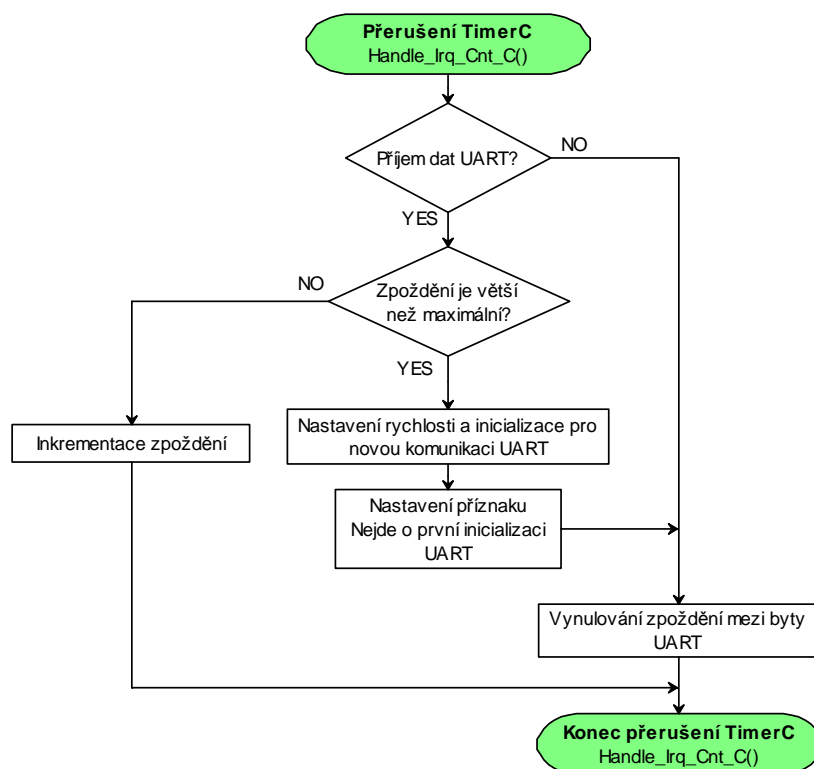 Přerušení TimerC
Handle_Irq_Cnt_C()
Příjem dat UART?
NO
YES
NO
Zpoždění je větší
než maximální?
YES
Inkrementace zpoždění
Nastavení rychlosti a inicializace pro
novou komunikaci UART
Nastavení příznaku
Nejde o první inicializaci
UART
Vynulování zpoždění mezi byty
UART
Konec přerušení TimerC
Handle_Irq_Cnt_C()